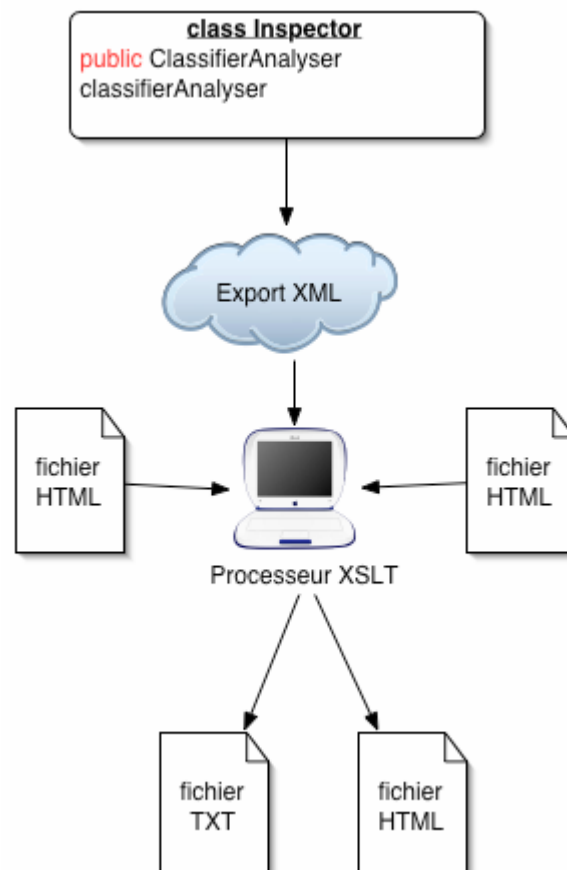 class Inspector
public ClassifierAnalyser
classifierAnalyser
Export XML
fichier
HTML
fichier
HTML
Processeur XSLT
fichier
TXT
fichier
HTML